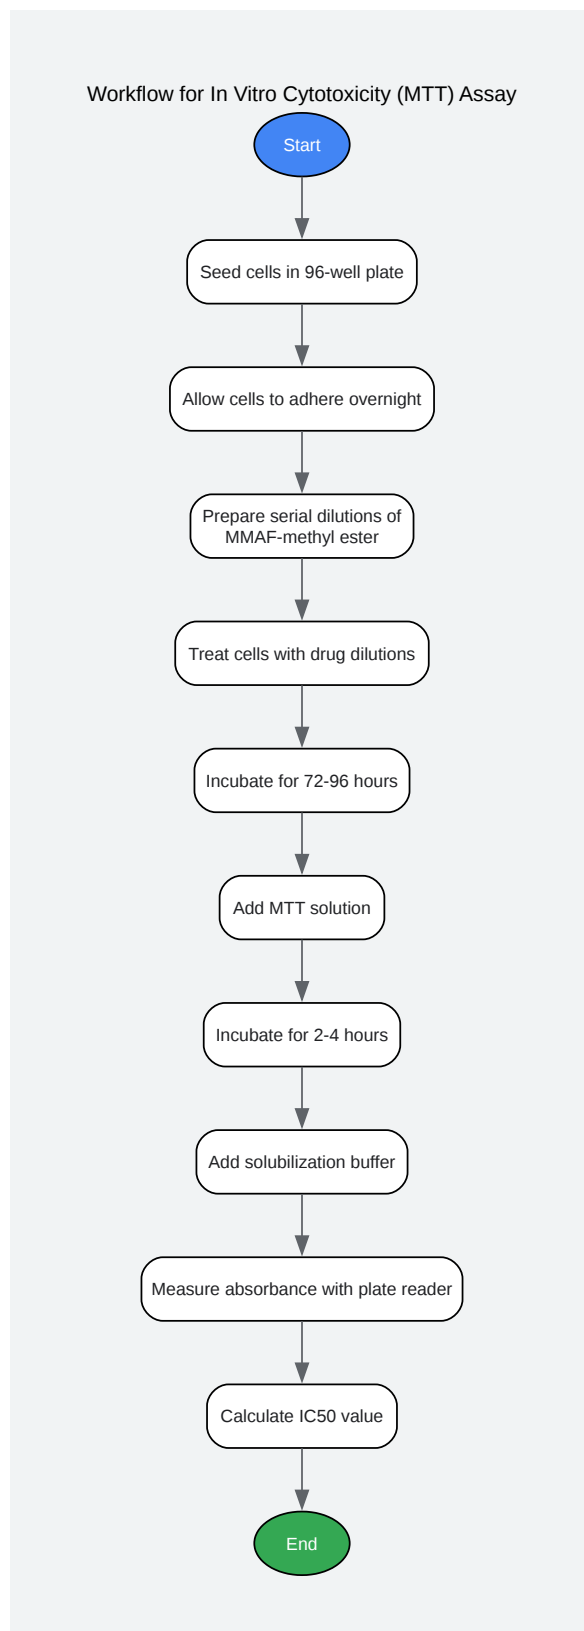 Workflow for In Vitro Cytotoxicity (MTT) Assay
Start
Seed cells in 96-well plate
Allow cells to adhere overnight
Prepare serial dilutions of
MMAF-methyl ester
Treat cells with drug dilutions
Incubate for 72-96 hours
Add MTT solution
Incubate for 2-4 hours
Add solubilization buffer
Measure absorbance with plate reader
Calculate IC50 value
End